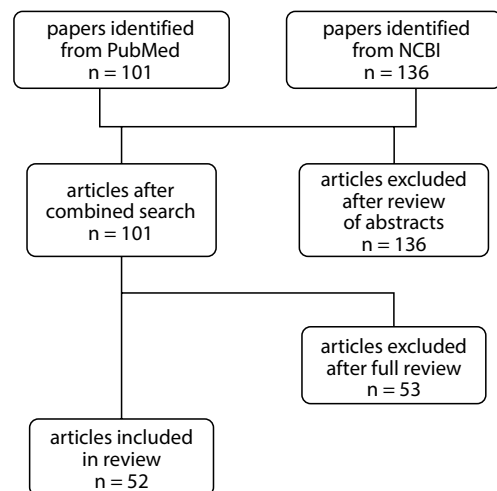 papers identified
from PubMed
n = 101
papers identified
from NCBI
n = 136
articles after
combined search
n = 101
articles excluded
after review
of abstracts
n = 136
articles excluded
after full review
n = 53
articles included
in review
n = 52